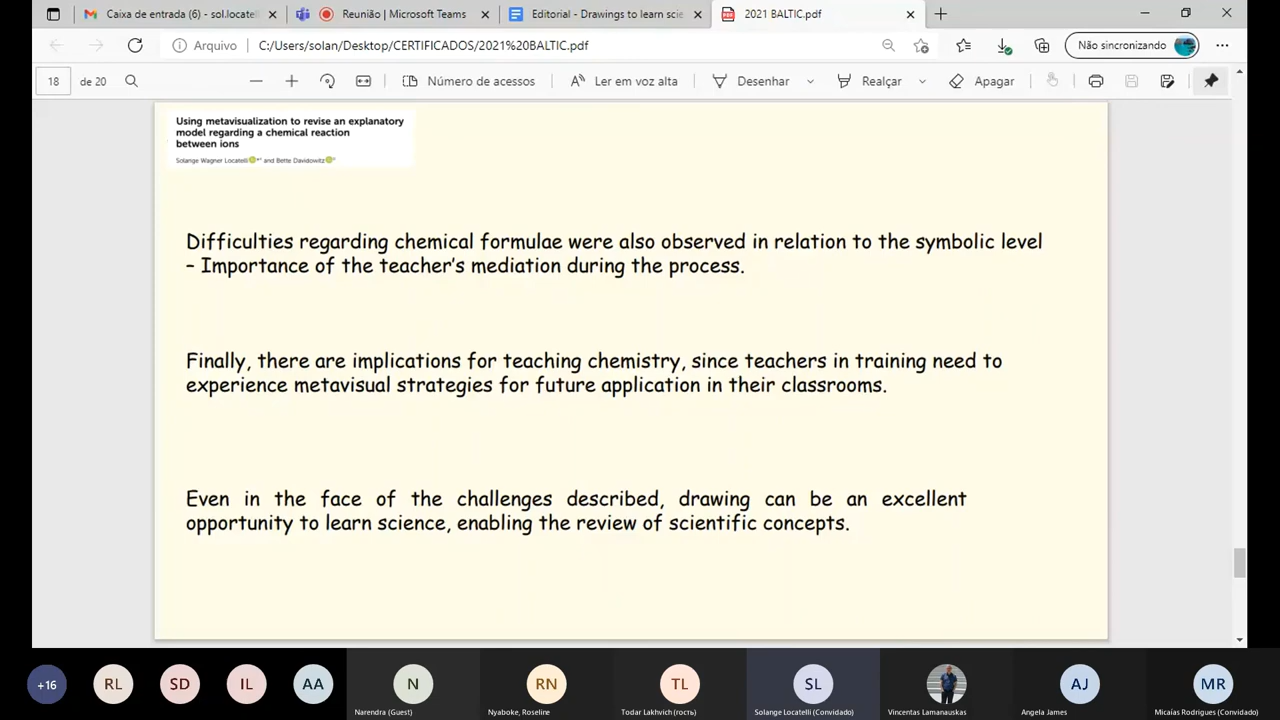 Caixa de entrada (6) - sol.locatel
Reunião | Microsoft Teams
Editorial - Drawings to learn scie
2021 BALTIC.pdf
Arquivo
C:/Users/solan/Desktop/CERTIFICADOS/2021%20BALTIC.pdf
Não sincronizando
18
de 20
Número de acessos
Ler em voz alta
Desenhar
Realçar
Apagar
Using metavisualization to revise an explanatory
model regarding a chemical reaction
between ions
Solange Wagner Locatelli and Bette Davidowitz
Difficulties regarding chemical formulae were also observed in relation to the symbolic level
– Importance of the teacher's mediation during the process.
Finally, there are implications for teaching chemistry, since teachers in training need to
experience metavisual strategies for future application in their classrooms.
Even in the face of the challenges described, drawing can be an excellent
opportunity to learn science, enabling the review of scientific concepts.
+16
RL
SD
IL
AA
N
RN
TL
SL
AJ
MR
Narendra (Guest)
Nyaboke, Roseline
Todar Lakhvich (гость)
Solange Locatelli (Convidado)
Vincentas Lamanauskas
Angela James
Micaías Rodrigues (Convidado)